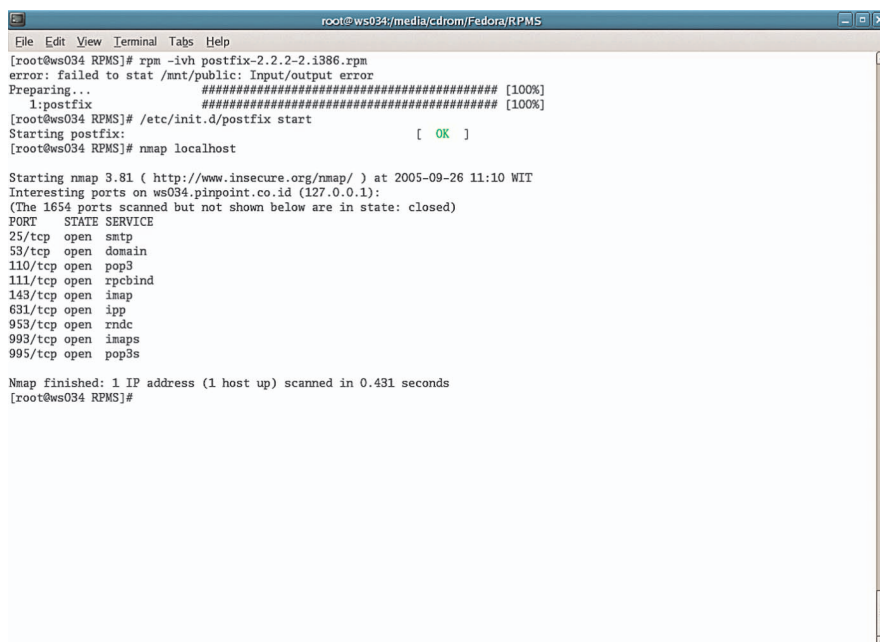 root@ws034:/media/cdrom/Fedora/RPMS
File Edit View Terminal Tabs Help
[root@ws034 RPMS]# rpm -ivh postfix-2.2.2-2.i386.rpm
error: failed to stat /mnt/public: Input/output error
Preparing... ########################################### [100%]
1:postfix ########################################### [100%]
[root@ws034 RPMS]# /etc/init.d/postfix start
Starting postfix: [ OK ]
[root@ws034 RPMS]# nmap localhost
Starting nmap 3.81 ( http://www.insecure.org/nmap/ ) at 2005-09-26 11:10 WIT
Interesting ports on ws034.pinpoint.co.id (127.0.0.1):
(The 1654 ports scanned but not shown below are in state: closed)
PORT STATE SERVICE
25/tcp open smtp
53/tcp open domain
110/tcp open pop3
111/tcp open rpcbind
143/tcp open imap
631/tcp open ipp
953/tcp open rndc
993/tcp open imaps
995/tcp open pop3s
Nmap finished: 1 IP address (1 host up) scanned in 0.431 seconds
[root@ws034 RPMS]#